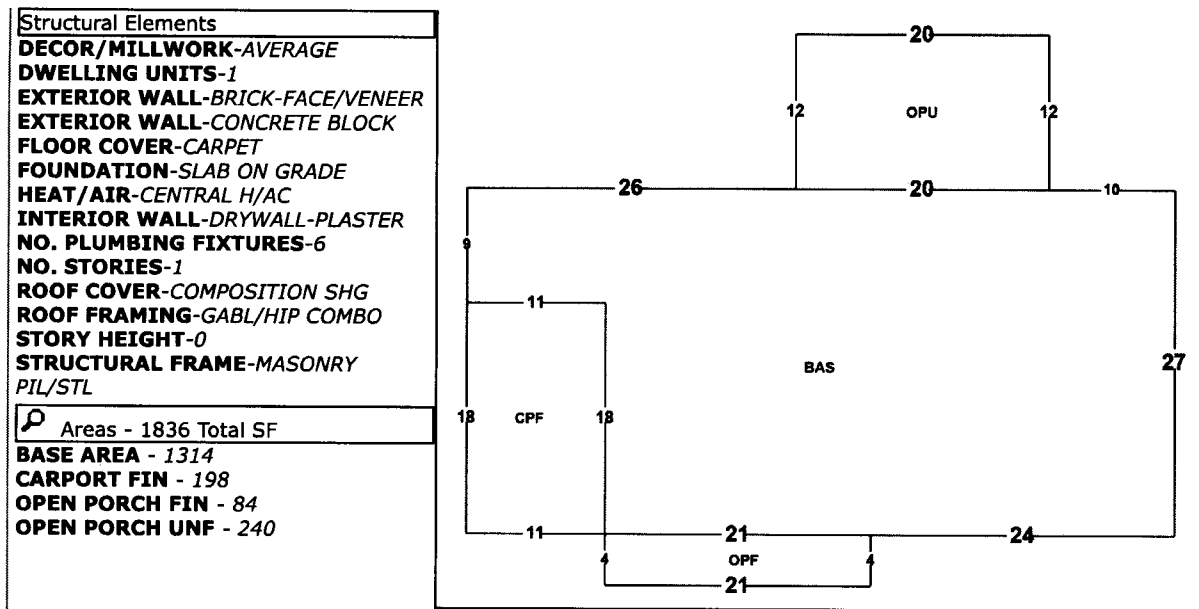 Structural Elements
DECOR/MILLWORK-AVERAGE
DWELLING UNITS-1
EXTERIOR WALL-BRICK-FACE/VENEER
EXTERIOR WALL-CONCRETE BLOCK
FLOOR COVER-CARPET
FOUNDATION-SLAB ON GRADE
HEAT/AIR-CENTRAL H/AC
INTERIOR WALL-DRYWALL-PLASTER
NO. PLUMBING FIXTURES-6
NO. STORIES-1
ROOF COVER-COMPOSITION SHG
ROOF FRAMING-GABL/HIP COMBO
STORY HEIGHT-0
STRUCTURAL FRAME-MASONRY
PIL/STL
Areas - 1836 Total SF
BASE AREA - 1314
CARPORT FIN - 198
OPEN PORCH FIN - 84
OPEN PORCH UNF - 240
20
12 OPU 12
26 20 10
9
11
BAS 27
18 CPF 18
11 21 24
4 OPF 4
21